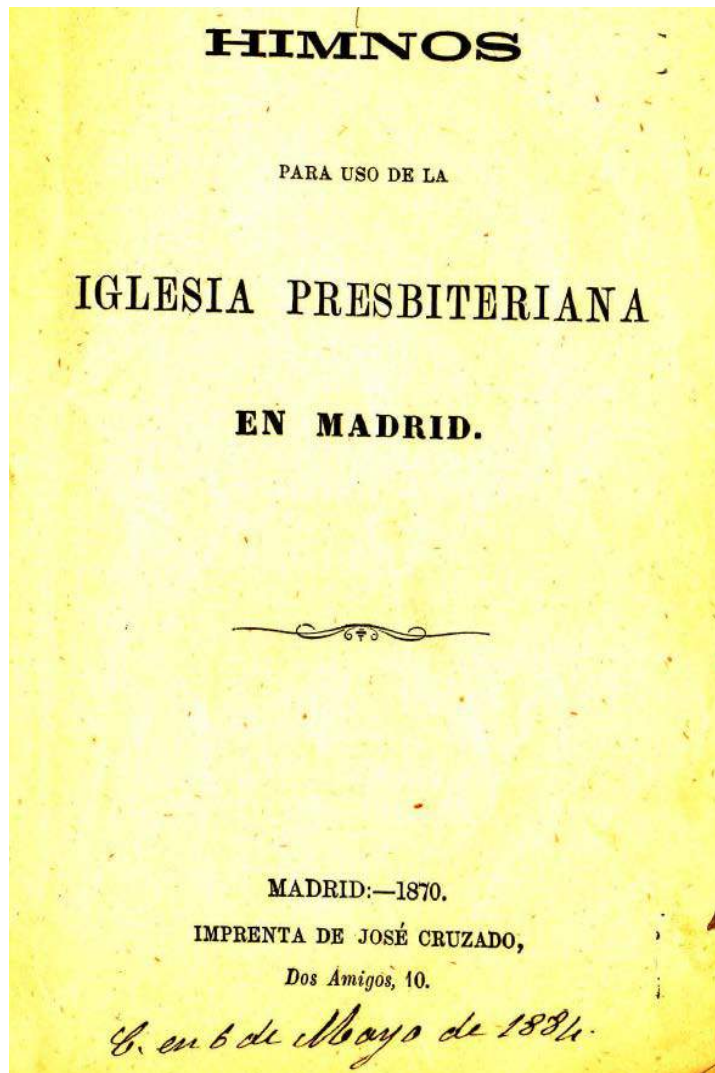 HIMNOS
PARA USO DE LA
IGLESIA PRESBITERIANA
EN MADRID.
MADRID:—1870.
IMPRENTA DE JOSÉ CRUZADO,
Dos Amigos, 10.
C. en 6 de Mayo de 1884.